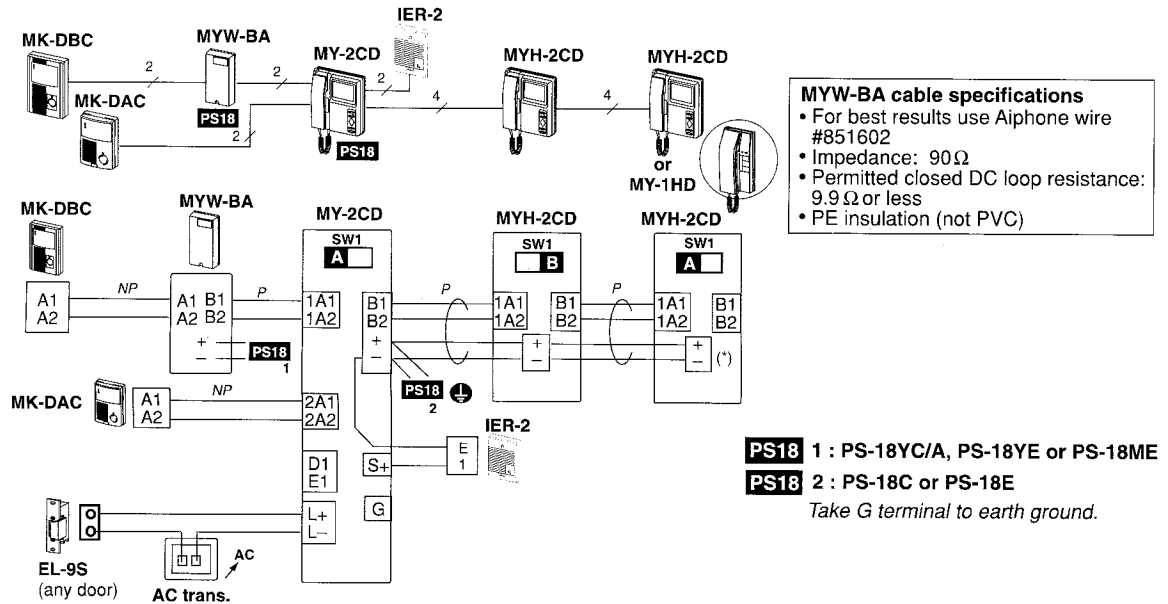 IER-2
MK-DBC
MYW-BA
MY-2CD
MYH-2CD
MYH-2CD
2
2
2
4
4
MK-DAC
PS18
2
PS18
or
MY-1HD
MYW-BA cable specifications
• For best results use Aiphone wire
#851602
• Impedance: 90Ω
• Permitted closed DC loop resistance:
9.9Ω or less
• PE insulation (not PVC)
MK-DBC
MYW-BA
MY-2CD
MYH-2CD
MYH-2CD
SW1
A
SW1
B
SW1
A
NP
P
P
P
A1
A2
A1 B1
A2 B2
+
−
PS18
1
1A1
1A2
B1
B2
+
−
1A1
1A2
B1
B2
+
−
1A1
1A2
B1
B2
+
−
(*)
PS18
2
MK-DAC
A1
A2
NP
2A1
2A2
IER-2
E
1
D1
E1
S+
G
L+
L−
EL-9S
(any door)
AC
AC trans.
PS18 1 : PS-18YC/A, PS-18YE or PS-18ME
PS18 2 : PS-18C or PS-18E
Take G terminal to earth ground.